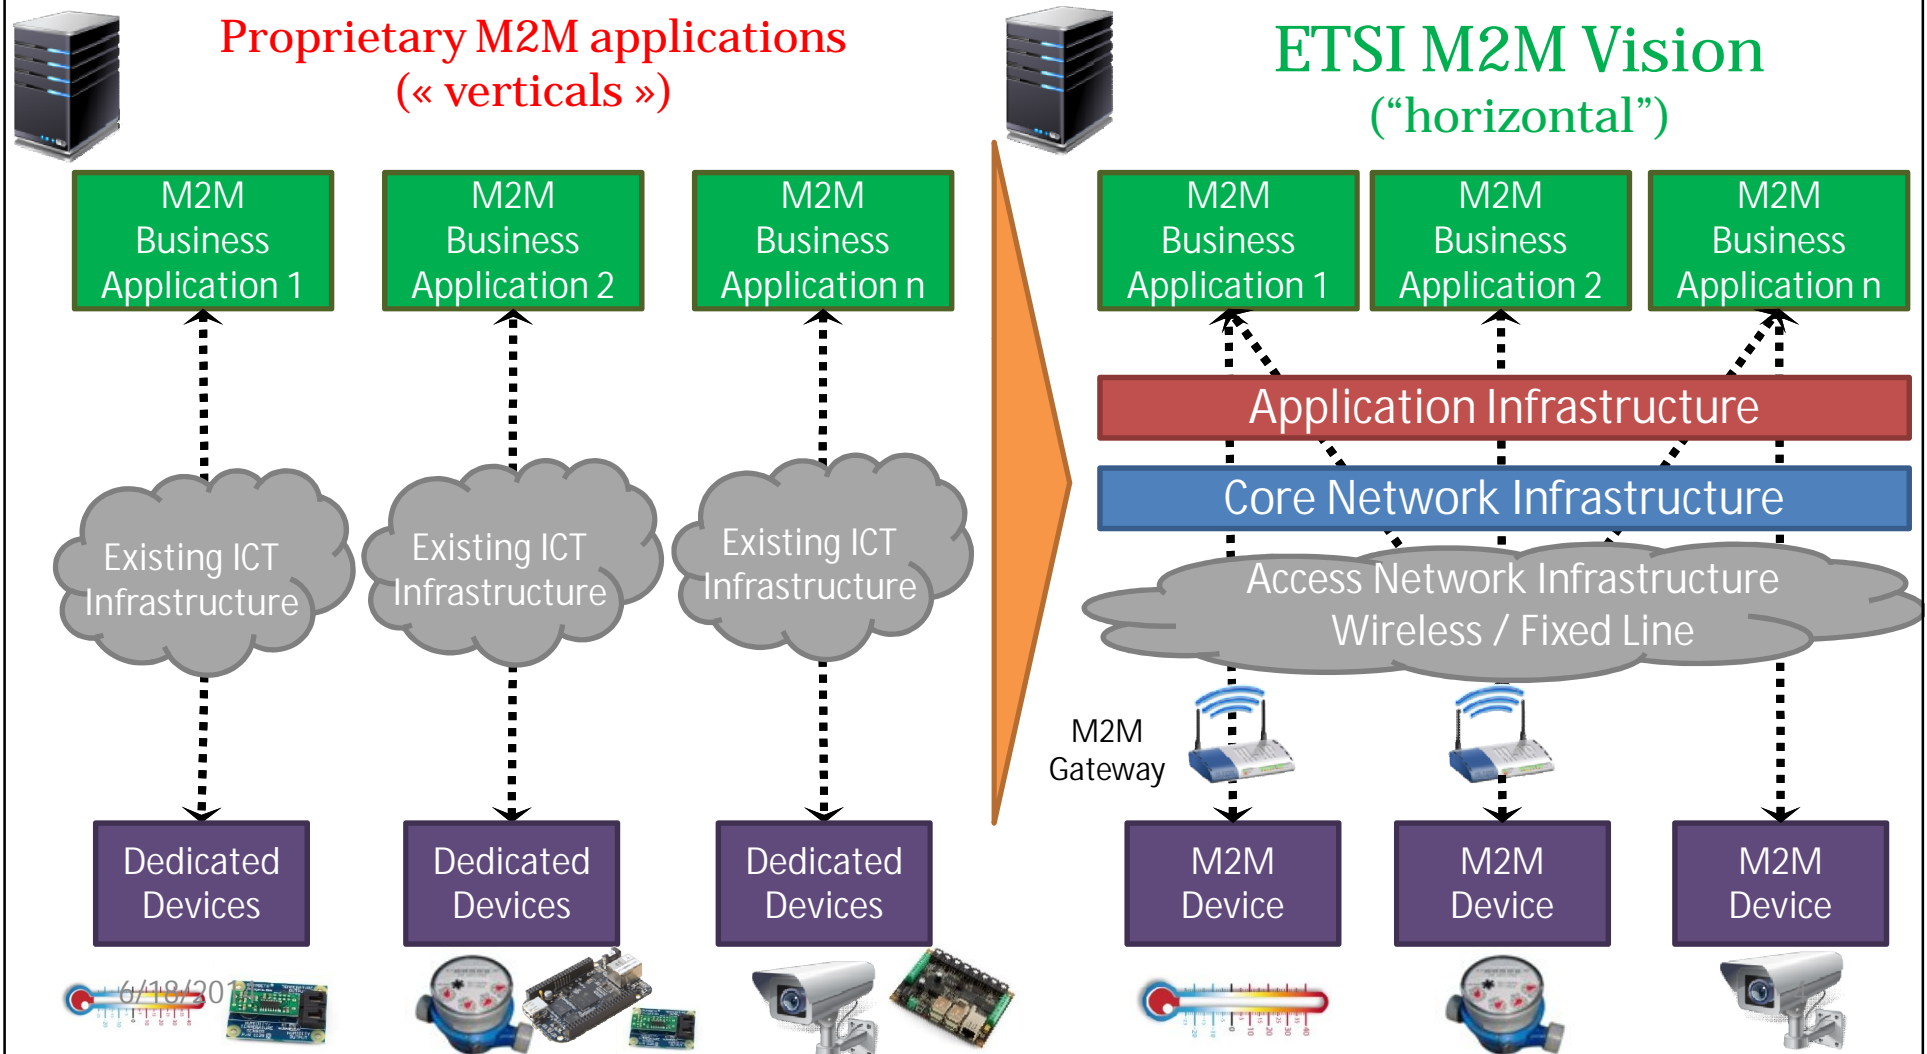 Proprietary M2M applications
(« verticals »)
M2M
Business
Application 1
M2M
Business
Application 2
M2M
Business
Application n
Existing ICT
Infrastructure
Existing ICT
Infrastructure
Existing ICT
Infrastructure
Dedicated
Devices
Dedicated
Devices
Dedicated
Devices
ETSI M2M Vision
(“horizontal”)
M2M
Business
Application 1
M2M
Business
Application 2
M2M
Business
Application n
Application Infrastructure
Core Network Infrastructure
Access Network Infrastructure
Wireless / Fixed Line
M2M
Gateway
M2M
Device
M2M
Device
M2M
Device